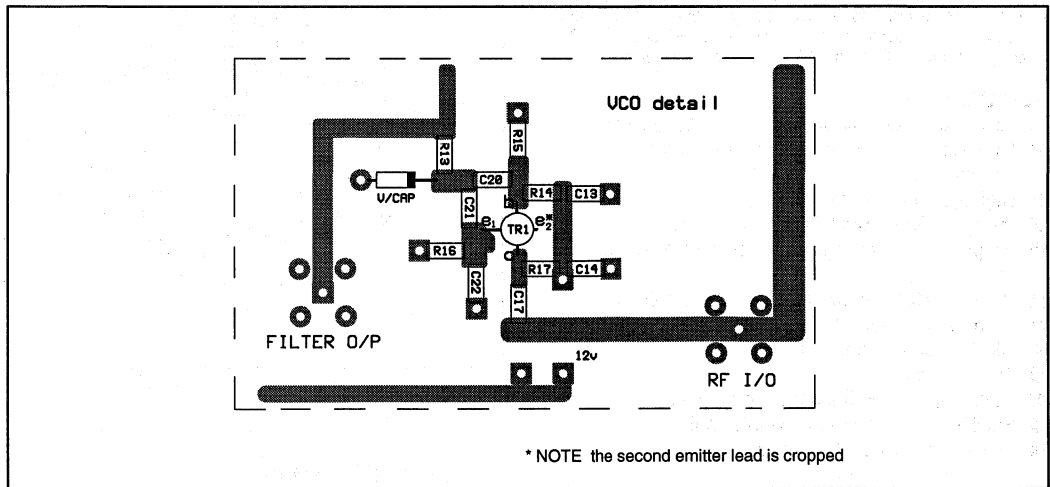 VCO detail
R15
R13
C20
V/CAP
R14
C13
C21
b
e1
TR1
e2*
R16
c
R17
C14
C22
C17
FILTER O/P
12v
RF I/O
* NOTE the second emitter lead is cropped